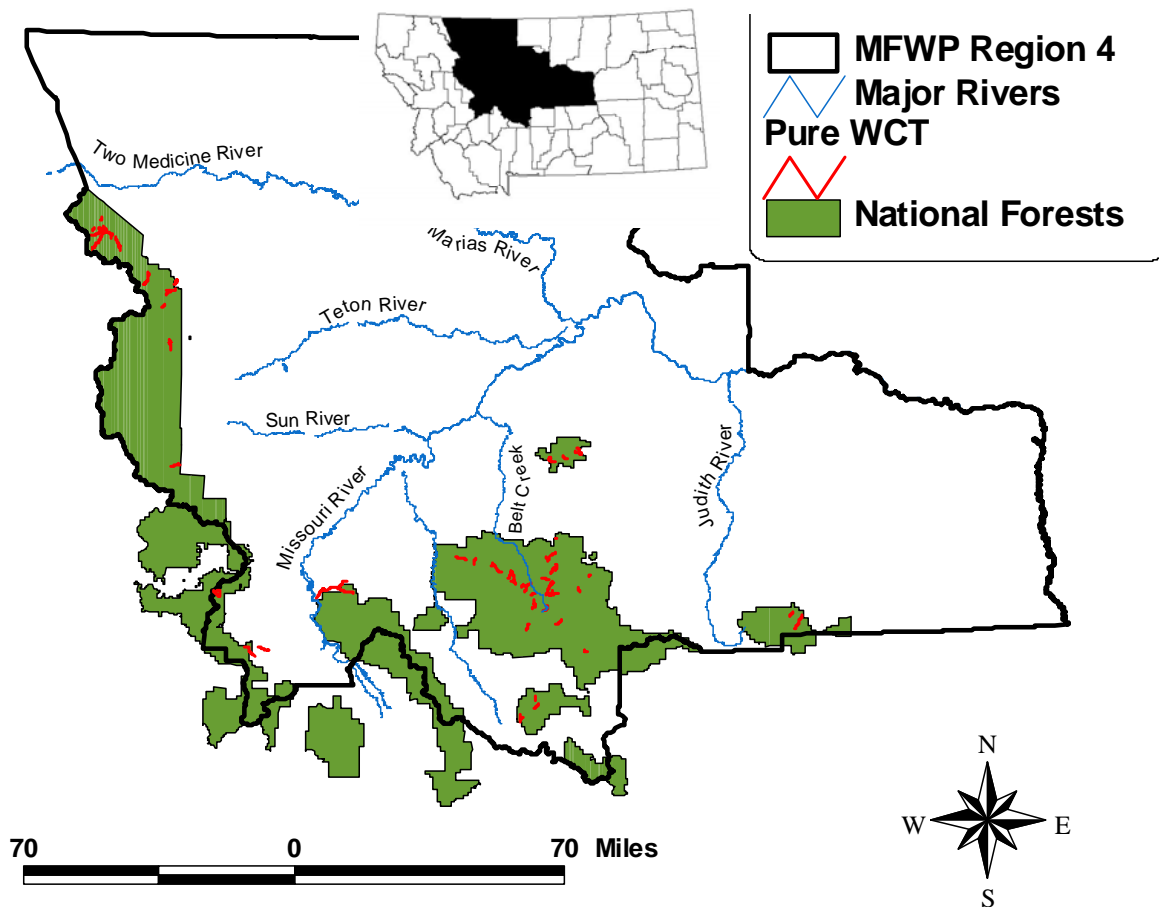 MFWP Region 4
Major Rivers
Pure WCT
National Forests
Two Medicine River
Marias River
Teton River
Sun River
Missouri River
Belt Creek
Judith River
N
W E
S
70 0 70 Miles